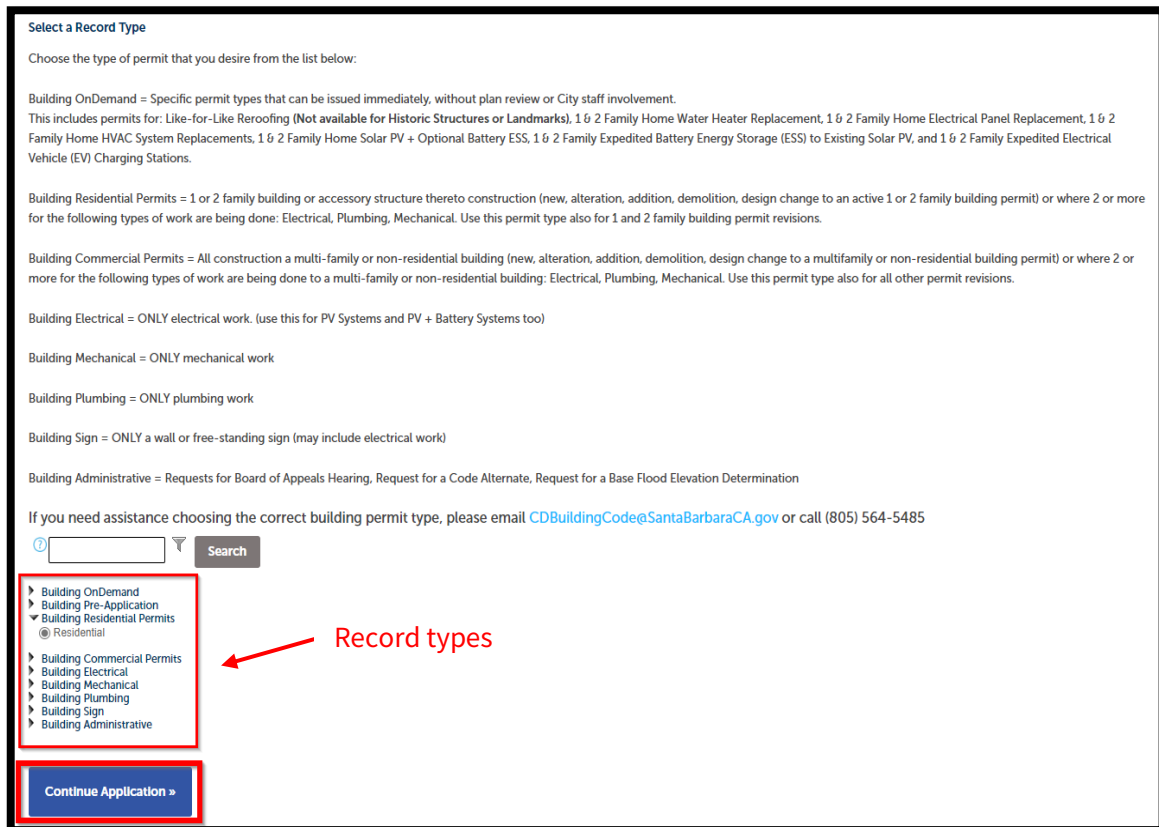 Select a Record Type
Choose the type of permit that you desire from the list below:
Building OnDemand = Specific permit types that can be issued immediately, without plan review or City staff involvement.
This includes permits for: Like-for-Like Reroofing (Not available for Historic Structures or Landmarks), 1 & 2 Family Home Water Heater Replacement, 1 & 2 Family Home Electrical Panel Replacement, 1 & 2
Family Home HVAC System Replacements, 1 & 2 Family Home Solar PV + Optional Battery ESS, 1 & 2 Family Expedited Battery Energy Storage (ESS) to Existing Solar PV, and 1 & 2 Family Expedited Electrical
Vehicle (EV) Charging Stations.
Building Residential Permits = 1 or 2 family building or accessory structure thereto construction (new, alteration, addition, demolition, design change to an active 1 or 2 family building permit) or where 2 or more
for the following types of work are being done: Electrical, Plumbing, Mechanical. Use this permit type also for 1 and 2 family building permit revisions.
Building Commercial Permits = All construction a multi-family or non-residential building (new, alteration, addition, demolition, design change to a multifamily or non-residential building permit) or where 2 or
more for the following types of work are being done to a multi-family or non-residential building: Electrical, Plumbing, Mechanical. Use this permit type also for all other permit revisions.
Building Electrical = ONLY electrical work. (use this for PV Systems and PV + Battery Systems too)
Building Mechanical = ONLY mechanical work
Building Plumbing = ONLY plumbing work
Building Sign = ONLY a wall or free-standing sign (may include electrical work)
Building Administrative = Requests for Board of Appeals Hearing, Request for a Code Alternate, Request for a Base Flood Elevation Determination
If you need assistance choosing the correct building permit type, please email CDBuildingCode@SantaBarbaraCA.gov or call (805) 564-5485
? Search
Building OnDemand
Building Pre-Application
Building Residential Permits
Residential
Building Commercial Permits
Building Electrical
Building Mechanical
Building Plumbing
Building Sign
Building Administrative
Record types
Continue Application »